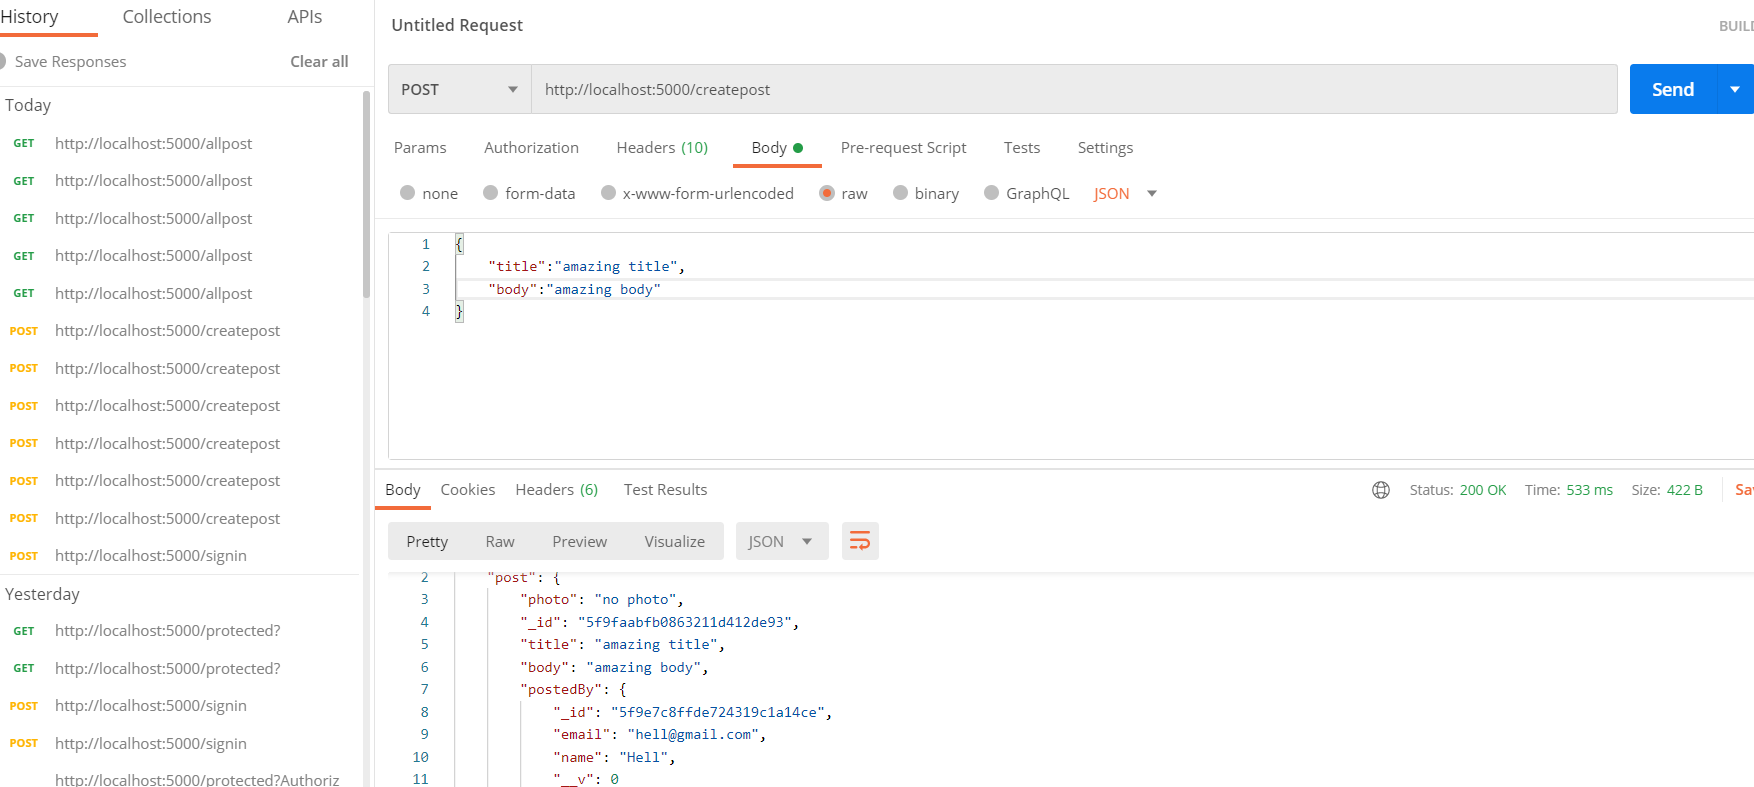 History Collections APIs
Save Responses Clear all
Today
GET http://localhost:5000/allpost
GET http://localhost:5000/allpost
GET http://localhost:5000/allpost
GET http://localhost:5000/allpost
GET http://localhost:5000/allpost
POST http://localhost:5000/createpost
POST http://localhost:5000/createpost
POST http://localhost:5000/createpost
POST http://localhost:5000/createpost
POST http://localhost:5000/createpost
POST http://localhost:5000/createpost
POST http://localhost:5000/signin
Yesterday
GET http://localhost:5000/protected?
GET http://localhost:5000/protected?
POST http://localhost:5000/signin
POST http://localhost:5000/signin
http://localhost:5000/protected?Authoriz
Untitled Request BUILD
POST http://localhost:5000/createpost Send
Params Authorization Headers (10) Body Pre-request Script Tests Settings
none form-data x-www-form-urlencoded raw binary GraphQL JSON
1 {
2 "title":"amazing title",
3 "body":"amazing body"
4 }
Body Cookies Headers (6) Test Results Status: 200 OK Time: 533 ms Size: 422 B Sav
Pretty Raw Preview Visualize JSON
2 "post": {
3 "photo": "no photo",
4 "_id": "5f9faabfb0863211d412de93",
5 "title": "amazing title",
6 "body": "amazing body",
7 "postedBy": {
8 "_id": "5f9e7c8ffde724319c1a14ce",
9 "email": "hell@gmail.com",
10 "name": "Hell",
11 "__v": 0